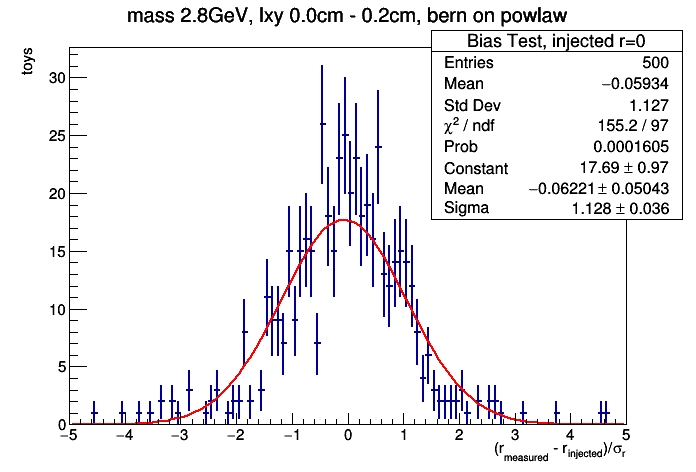 mass 2.8GeV, lxy 0.0cm - 0.2cm, bern on powlaw
Bias Test, injected r=0
Entries 500
Mean −0.05934
Std Dev 1.127
χ² / ndf 155.2 / 97
Prob 0.0001605
Constant 17.69 ± 0.97
Mean −0.06221 ± 0.05043
Sigma 1.128 ± 0.036
toys
30
25
20
15
10
5
0
−5 −4 −3 −2 −1 0 1 2 3 4 5
(r_measured - r_injected)/σ_r